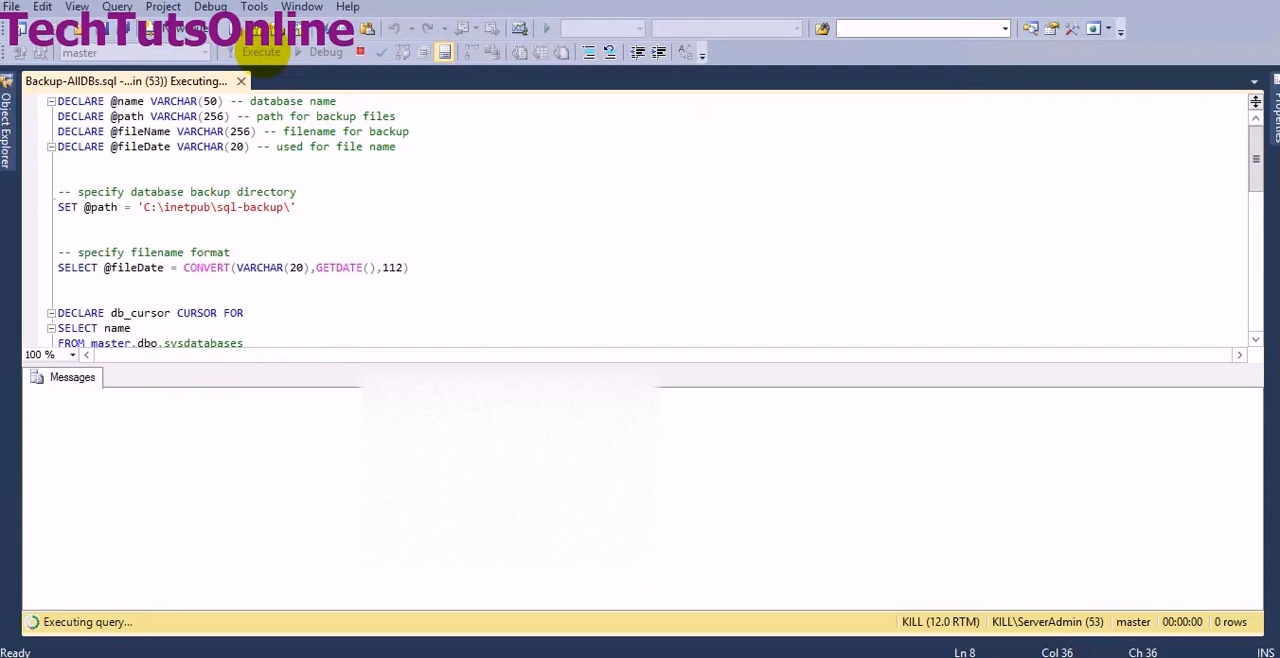 File Edit View Query Project Debug Tools Window Help
TechTutsOnline
master Execute Debug
Backup-AllDBs.sql -...in (53)) Executing...
Object Explorer
Properties
DECLARE @name VARCHAR(50) -- database name
DECLARE @path VARCHAR(256) -- path for backup files
DECLARE @fileName VARCHAR(256) -- filename for backup
DECLARE @fileDate VARCHAR(20) -- used for file name
-- specify database backup directory
SET @path = 'C:\inetpub\sql-backup\'
-- specify filename format
SELECT @fileDate = CONVERT(VARCHAR(20),GETDATE(),112)
DECLARE db_cursor CURSOR FOR
SELECT name
FROM master.dbo.sysdatabases
100 %
Messages
Executing query... KILL (12.0 RTM) KILL\ServerAdmin (53) master 00:00:00 0 rows
Ready Ln 8 Col 36 Ch 36 INS